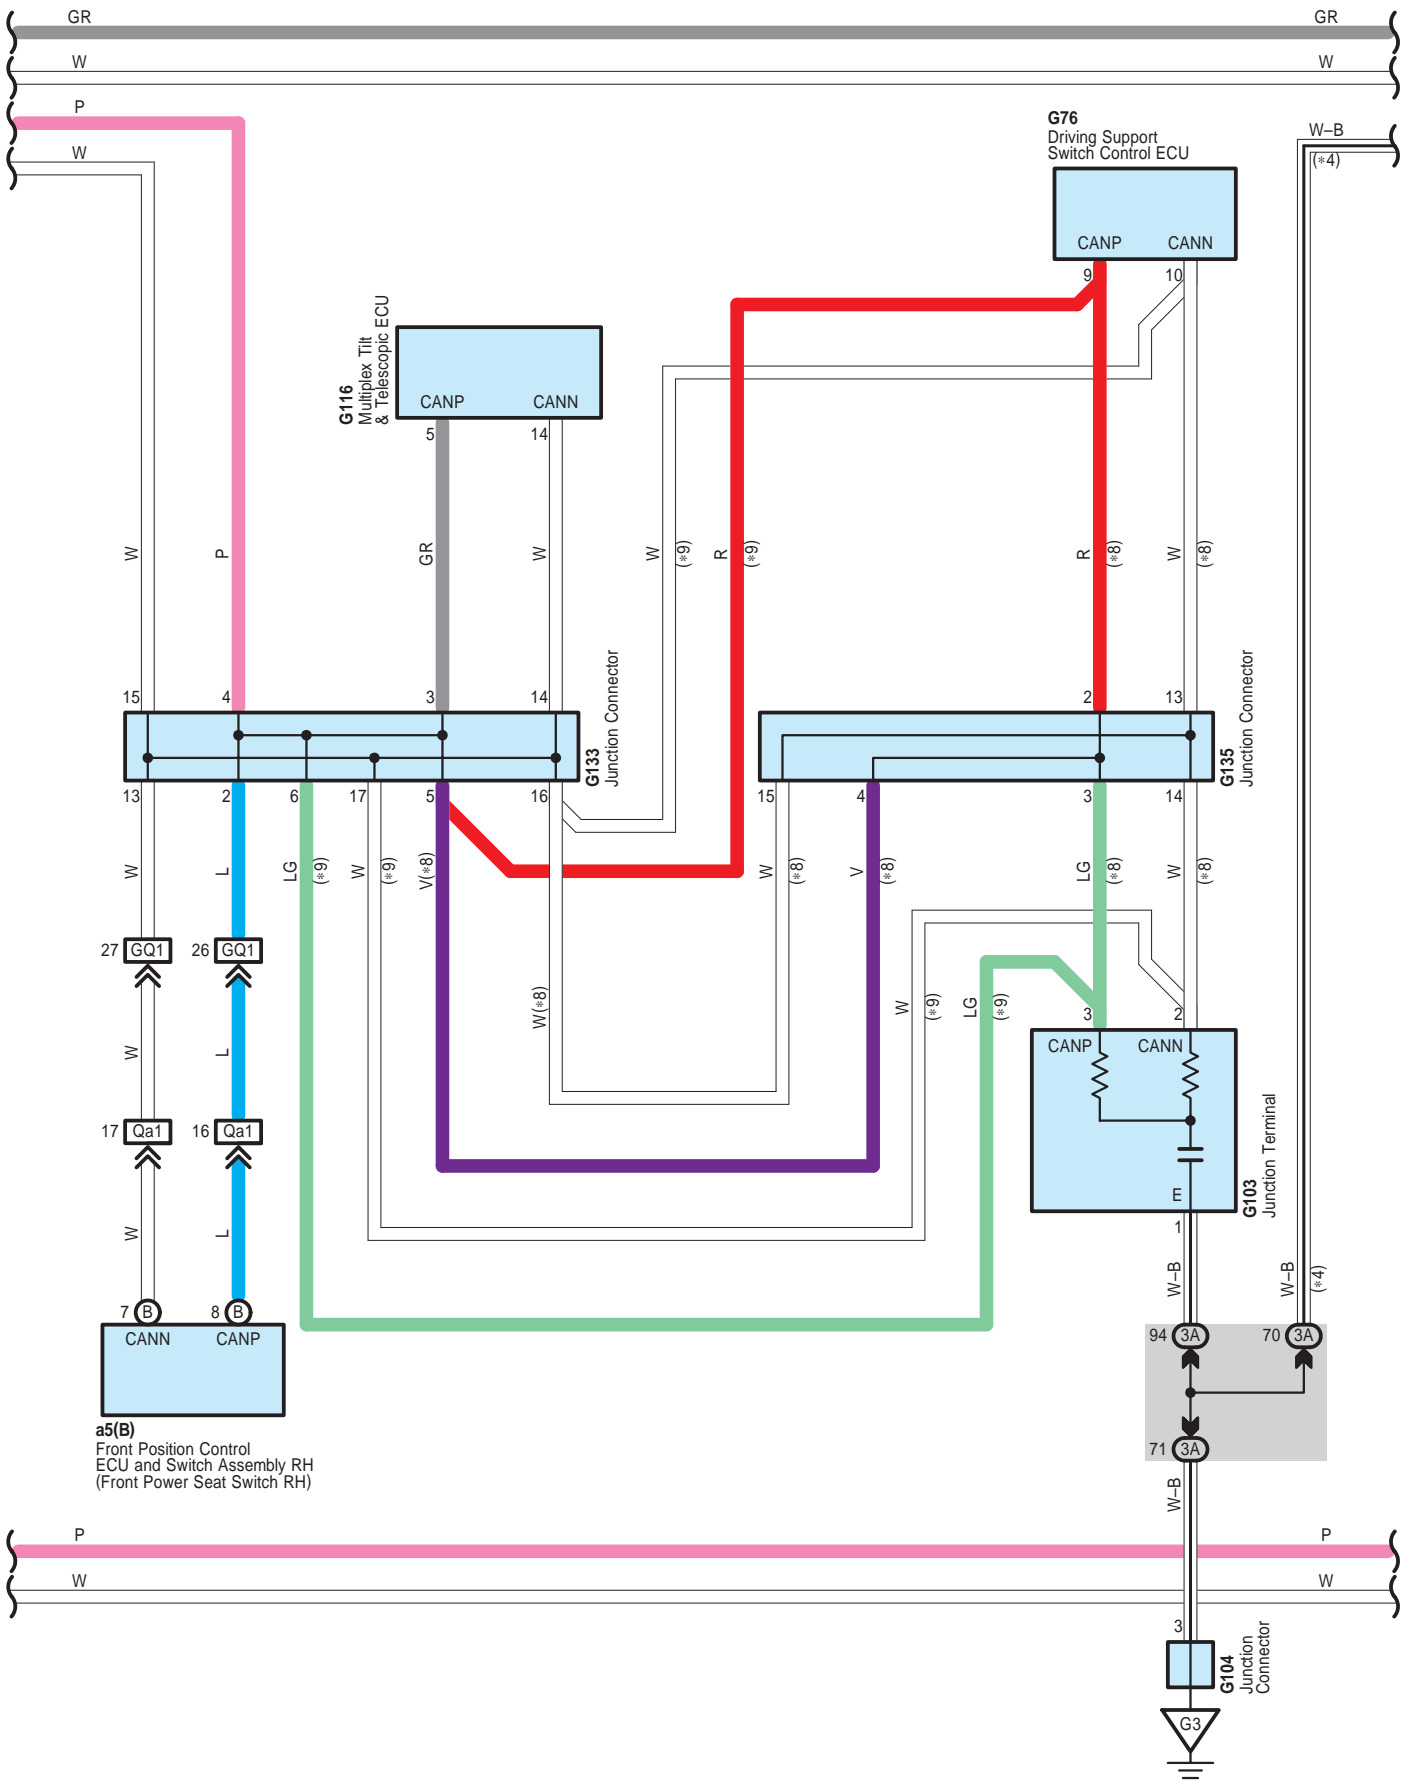 GR
GR
W
W
P
W
G76
Driving Support
Switch Control ECU
W–B
(*4)
CANP
CANN
9
10
G116
Multiplex Tilt
& Telescopic ECU
CANP
CANN
5
14
W
P
GR
W
W
(*9)
R
(*9)
R
(*8)
W
(*8)
15
4
3
14
G133
Junction Connector
2
13
G135
Junction Connector
13
2
6
17
5
16
15
4
3
14
W
L
LG
(*9)
W
(*9)
V(*8)
W
(*8)
V
(*8)
LG
(*8)
W
(*8)
27
GQ1
26
GQ1
W(*8)
W
(*9)
LG
(*9)
3
2
W
L
CANP
CANN
17
Qa1
16
Qa1
E
G103
Junction Terminal
W
L
1
W–B
W–B
(*4)
7
B
8
B
CANN
CANP
94
3A
70
3A
a5(B)
Front Position Control
ECU and Switch Assembly RH
(Front Power Seat Switch RH)
71
3A
W–B
P
P
W
W
3
G104
Junction
Connector
G3